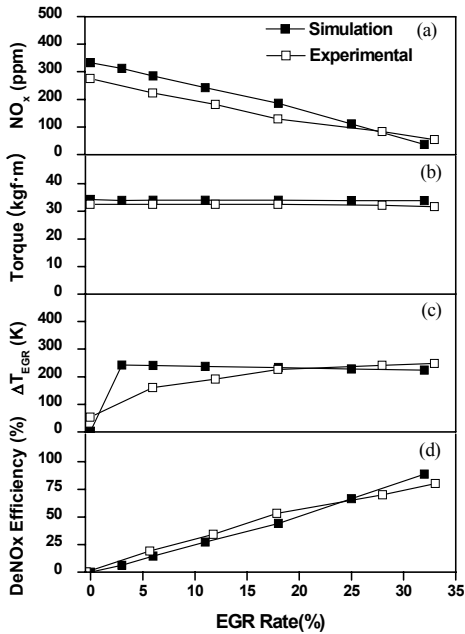 500
400
300
200
100
0
NOx (ppm)
(a)
Simulation
Experimental
40
30
20
10
0
Torque (kgf·m)
(b)
400
300
200
100
0
ΔT_EGR (K)
(c)
100
75
50
25
0
DeNOx Efficiency (%)
(d)
0 5 10 15 20 25 30 35
EGR Rate(%)